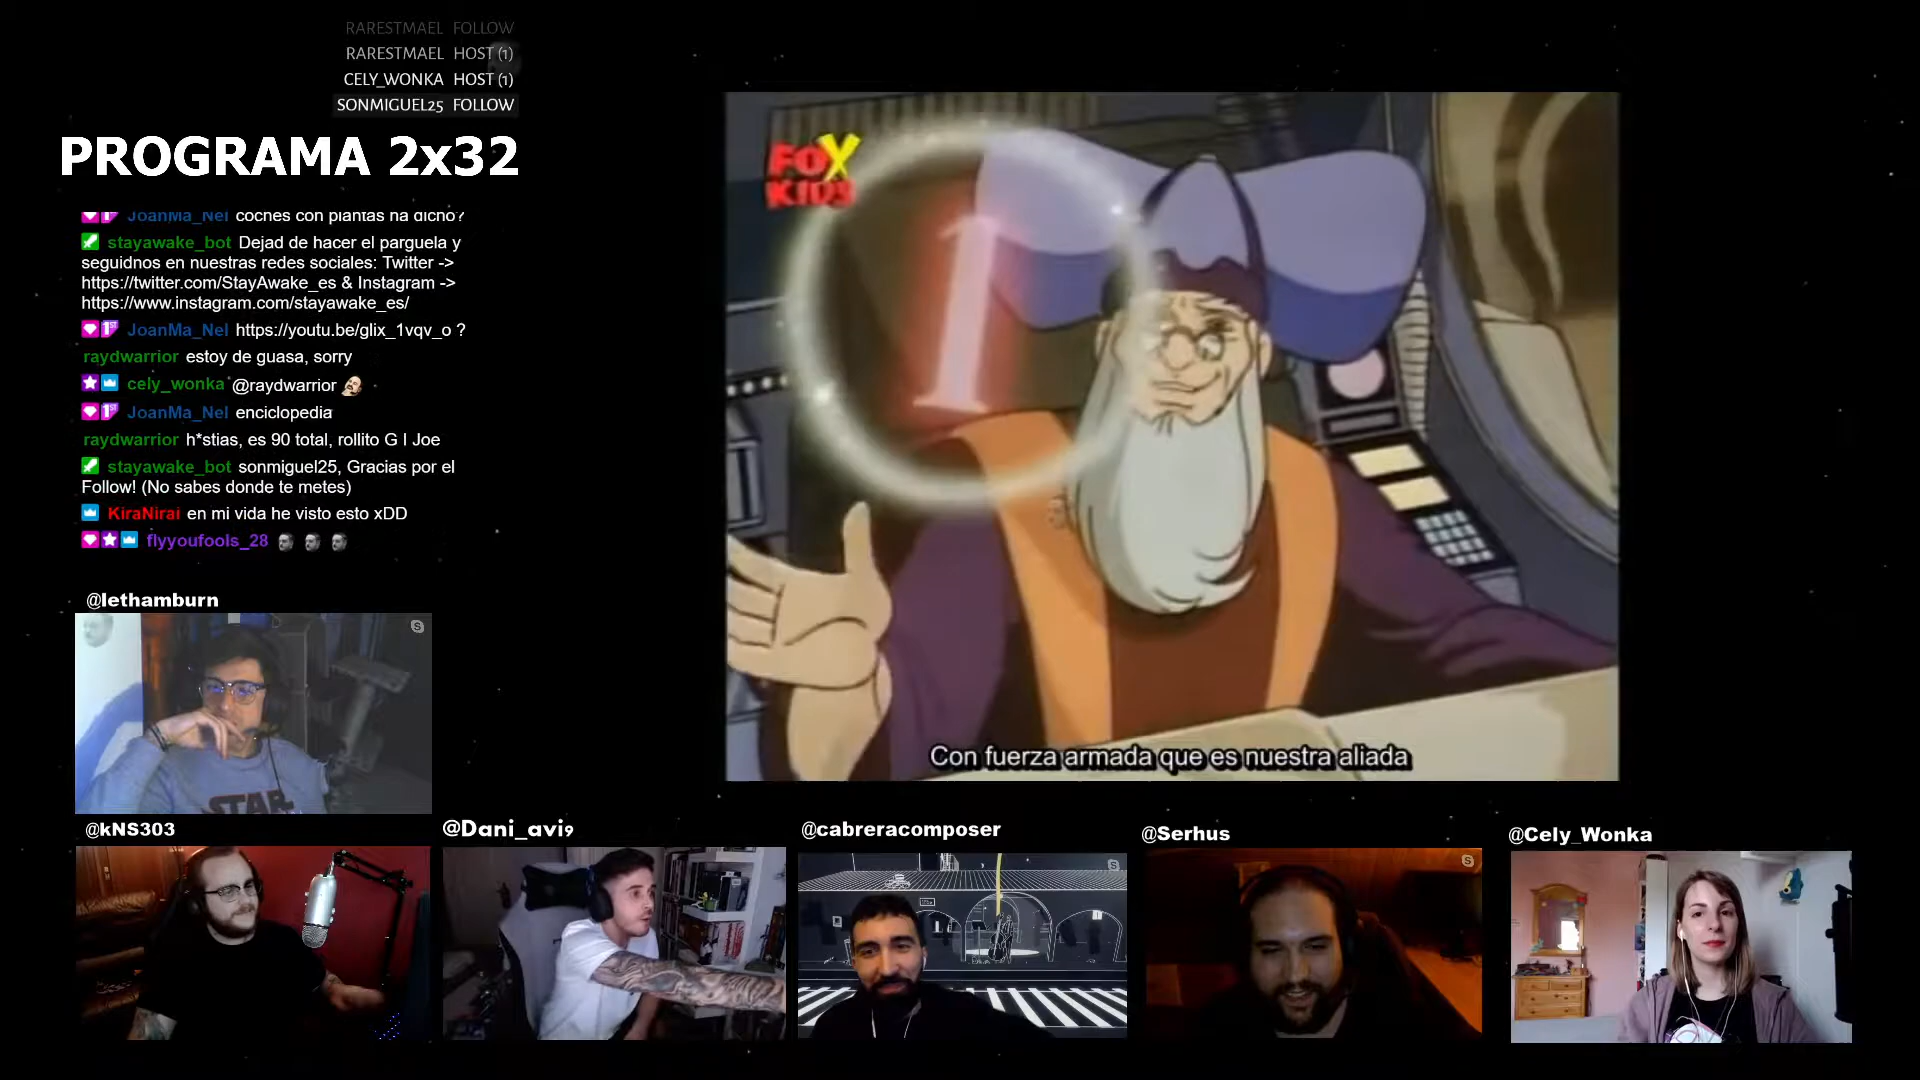 RARESTMAEL FOLLOW
RARESTMAEL HOST (1)
CELY_WONKA HOST (1)
SONMIGUEL25 FOLLOW
PROGRAMA 2x32
JoanMa_Nel coches con plantas ha dicho?
stayawake_bot Dejad de hacer el parguela y
seguidnos en nuestras redes sociales: Twitter ->
https://twitter.com/StayAwake_es & Instagram ->
https://www.instagram.com/stayawake_es/
JoanMa_Nel https://youtu.be/glix_1vqv_o ?
raydwarrior estoy de guasa, sorry
cely_wonka @raydwarrior
JoanMa_Nel enciclopedia
raydwarrior h*stias, es 90 total, rollito G I Joe
stayawake_bot sonmiguel25, Gracias por el
Follow! (No sabes donde te metes)
KiraNirai en mi vida he visto esto xDD
flyyoufools_28
FOX
KIDS
1
Con fuerza armada que es nuestra aliada
@lethamburn
STAR
@kNS303
@Dani_avi9
@cabreracomposer
@Serhus
@Cely_Wonka